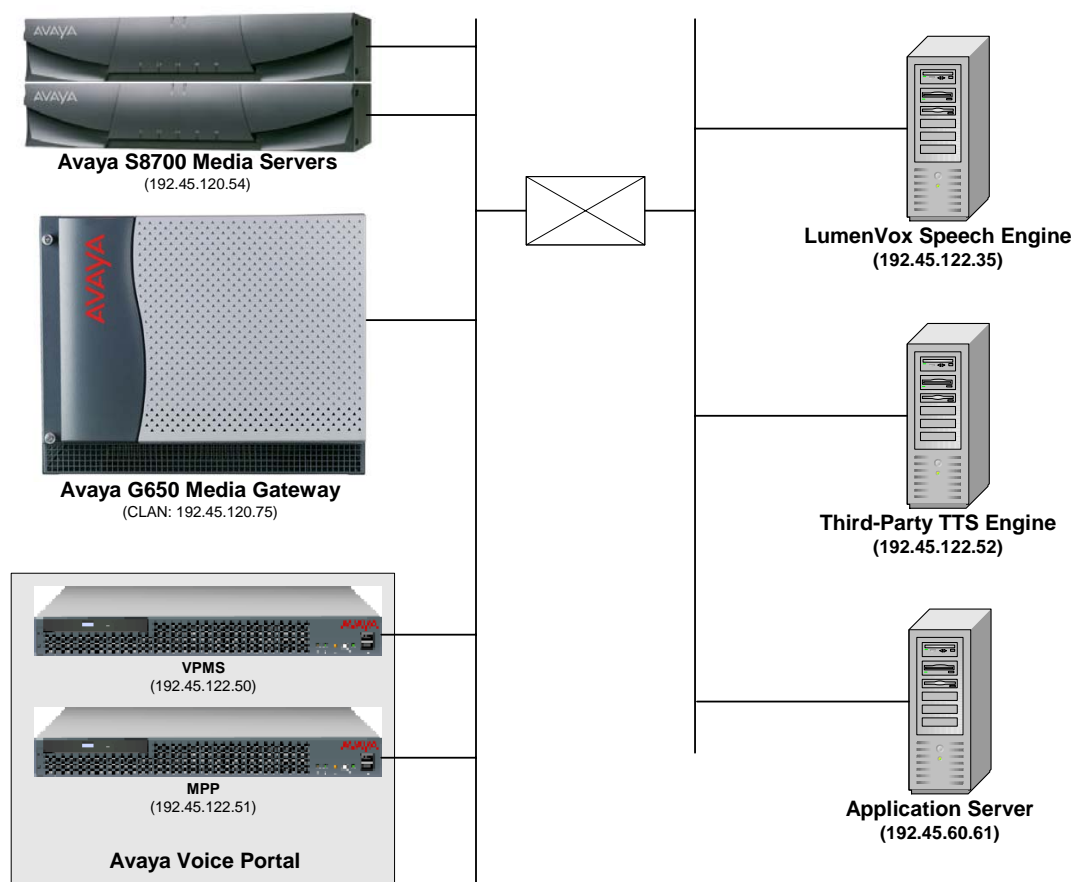 AVAYA
AVAYA
Avaya S8700 Media Servers
(192.45.120.54)
AVAYA
Avaya G650 Media Gateway
(CLAN: 192.45.120.75)
AVAYA
VPMS
(192.45.122.50)
AVAYA
MPP
(192.45.122.51)
Avaya Voice Portal
LumenVox Speech Engine
(192.45.122.35)
Third-Party TTS Engine
(192.45.122.52)
Application Server
(192.45.60.61)